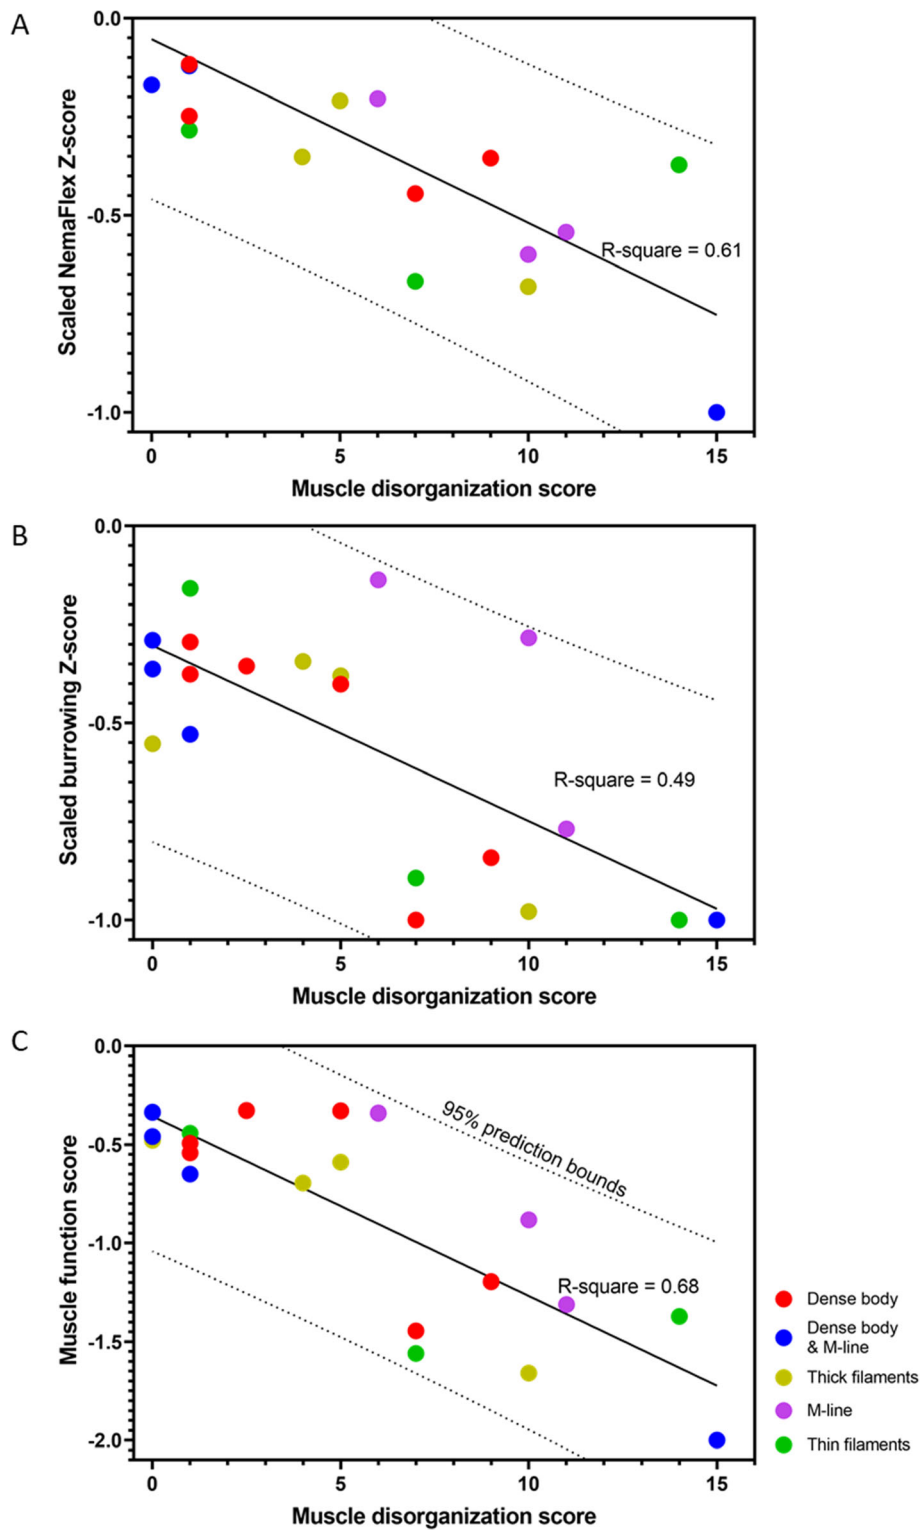 A
0.0
-0.5
-1.0
Scaled NemaFlex Z-score
R-square = 0.61
0 5 10 15
Muscle disorganization score
B
0.0
-0.5
-1.0
Scaled burrowing Z-score
R-square = 0.49
0 5 10 15
Muscle disorganization score
C
0.0
-0.5
-1.0
-1.5
-2.0
Muscle function score
95% prediction bounds
R-square = 0.68
0 5 10 15
Muscle disorganization score
Dense body
Dense body
& M-line
Thick filaments
M-line
Thin filaments